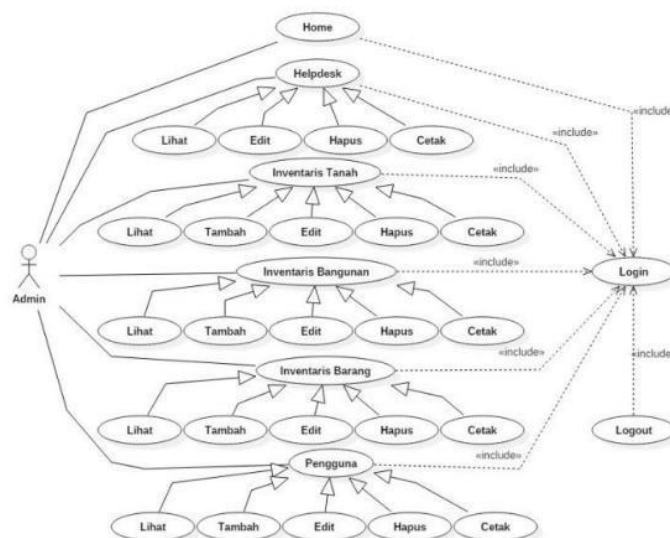 Home
Helpdesk
«include»
«include»
Lihat
Edit
Hapus
Cetak
Inventaris Tanah
«include»
Lihat
Tambah
Edit
Hapus
Cetak
Admin
Inventaris Bangunan
«include»
Login
Lihat
Tambah
Edit
Hapus
Cetak
Inventaris Barang
«include»
«include»
Lihat
Tambah
Edit
Hapus
Cetak
Logout
Pengguna
«include»
Lihat
Tambah
Edit
Hapus
Cetak